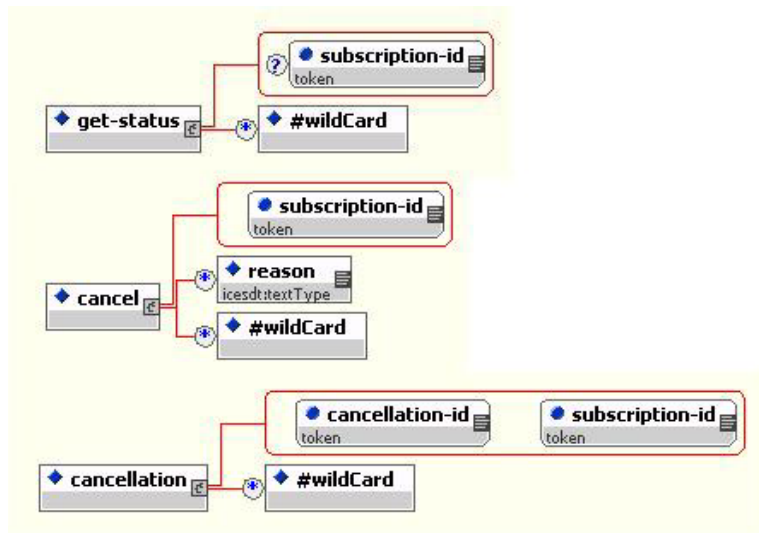 ? subscription-id
token
get-status
* #wildCard
subscription-id
token
* reason
cancel
icesdt:textType
* #wildCard
cancellation-id subscription-id
token token
cancellation
* #wildCard